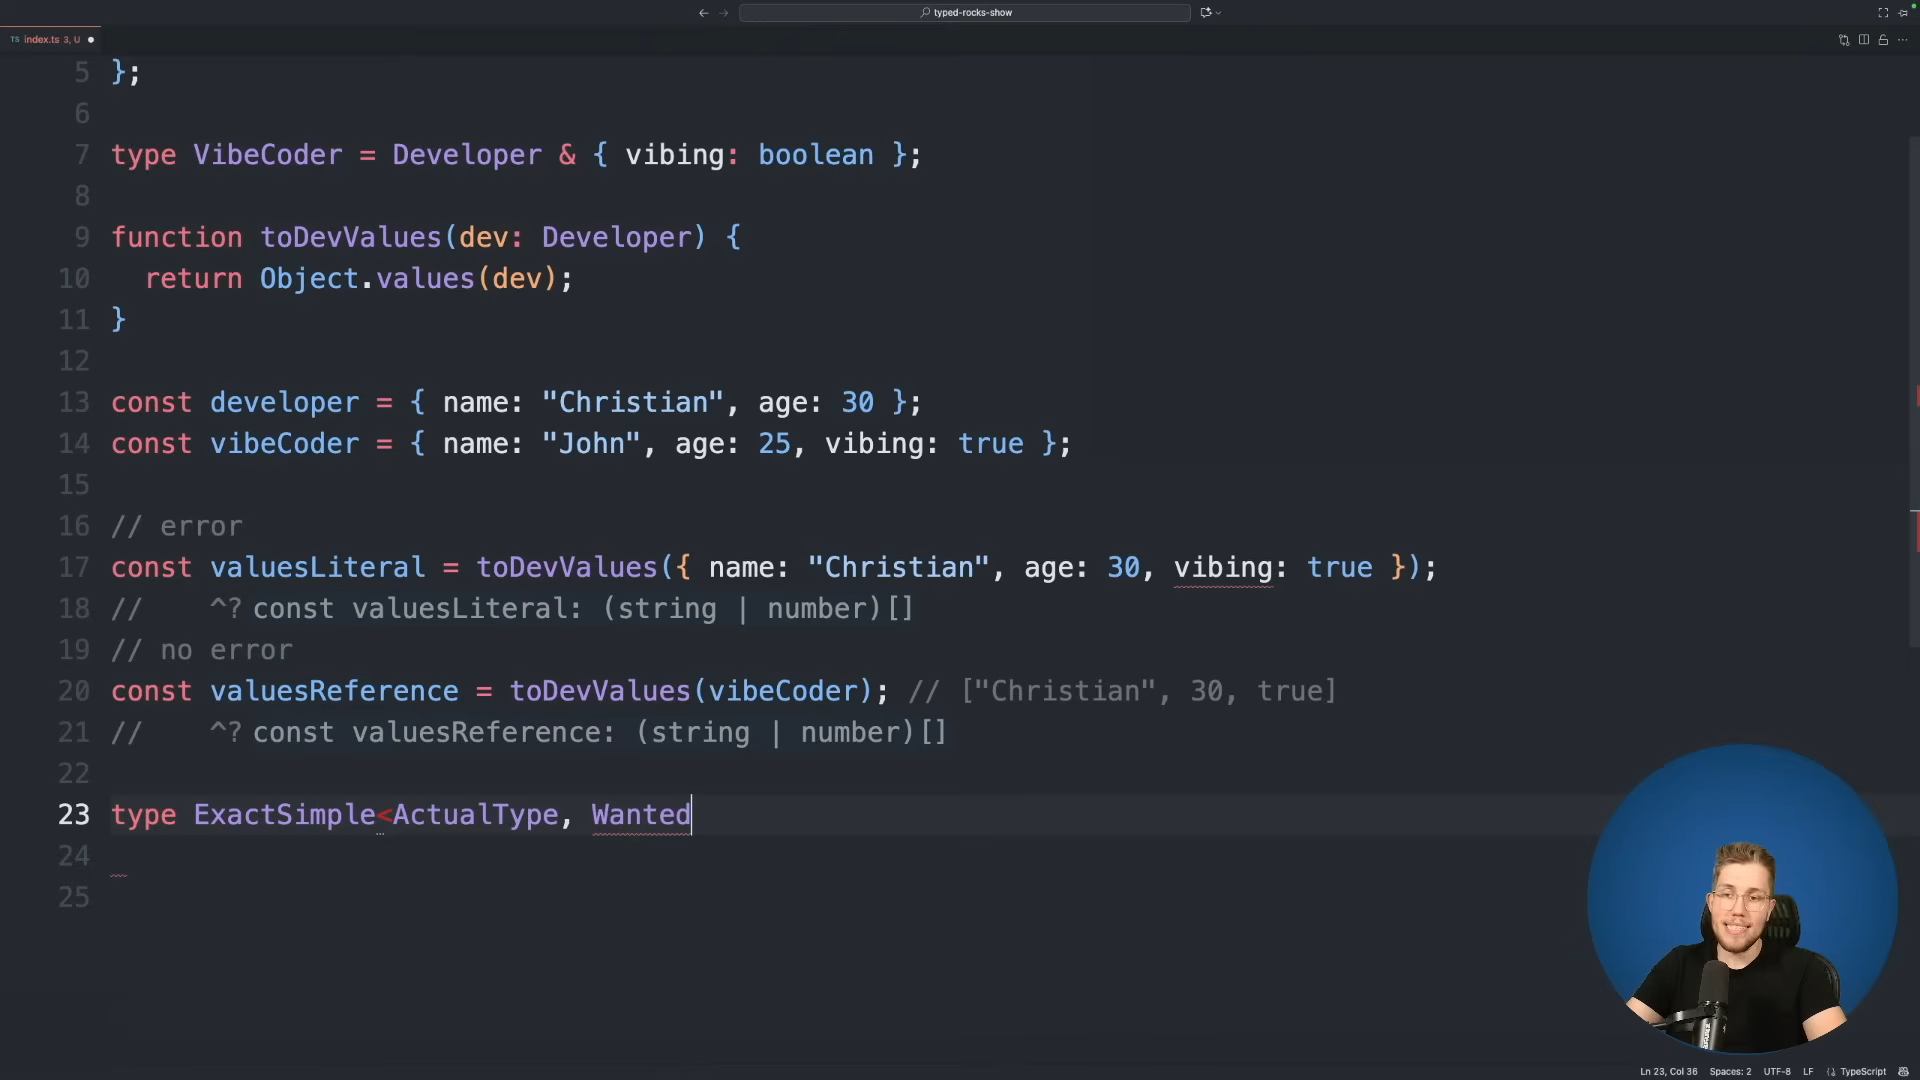 typed-rocks-show
TS index.ts 3, U
5 };
6
7 type VibeCoder = Developer & { vibing: boolean };
8
9 function toDevValues(dev: Developer) {
10   return Object.values(dev);
11 }
12
13 const developer = { name: "Christian", age: 30 };
14 const vibeCoder = { name: "John", age: 25, vibing: true };
15
16 // error
17 const valuesLiteral = toDevValues({ name: "Christian", age: 30, vibing: true });
18 //    ^? const valuesLiteral: (string | number)[]
19 // no error
20 const valuesReference = toDevValues(vibeCoder); // ["Christian", 30, true]
21 //    ^? const valuesReference: (string | number)[]
22
23 type ExactSimple<ActualType, Wanted
24
25
Ln 23, Col 36 Spaces: 2 UTF-8 LF TypeScript